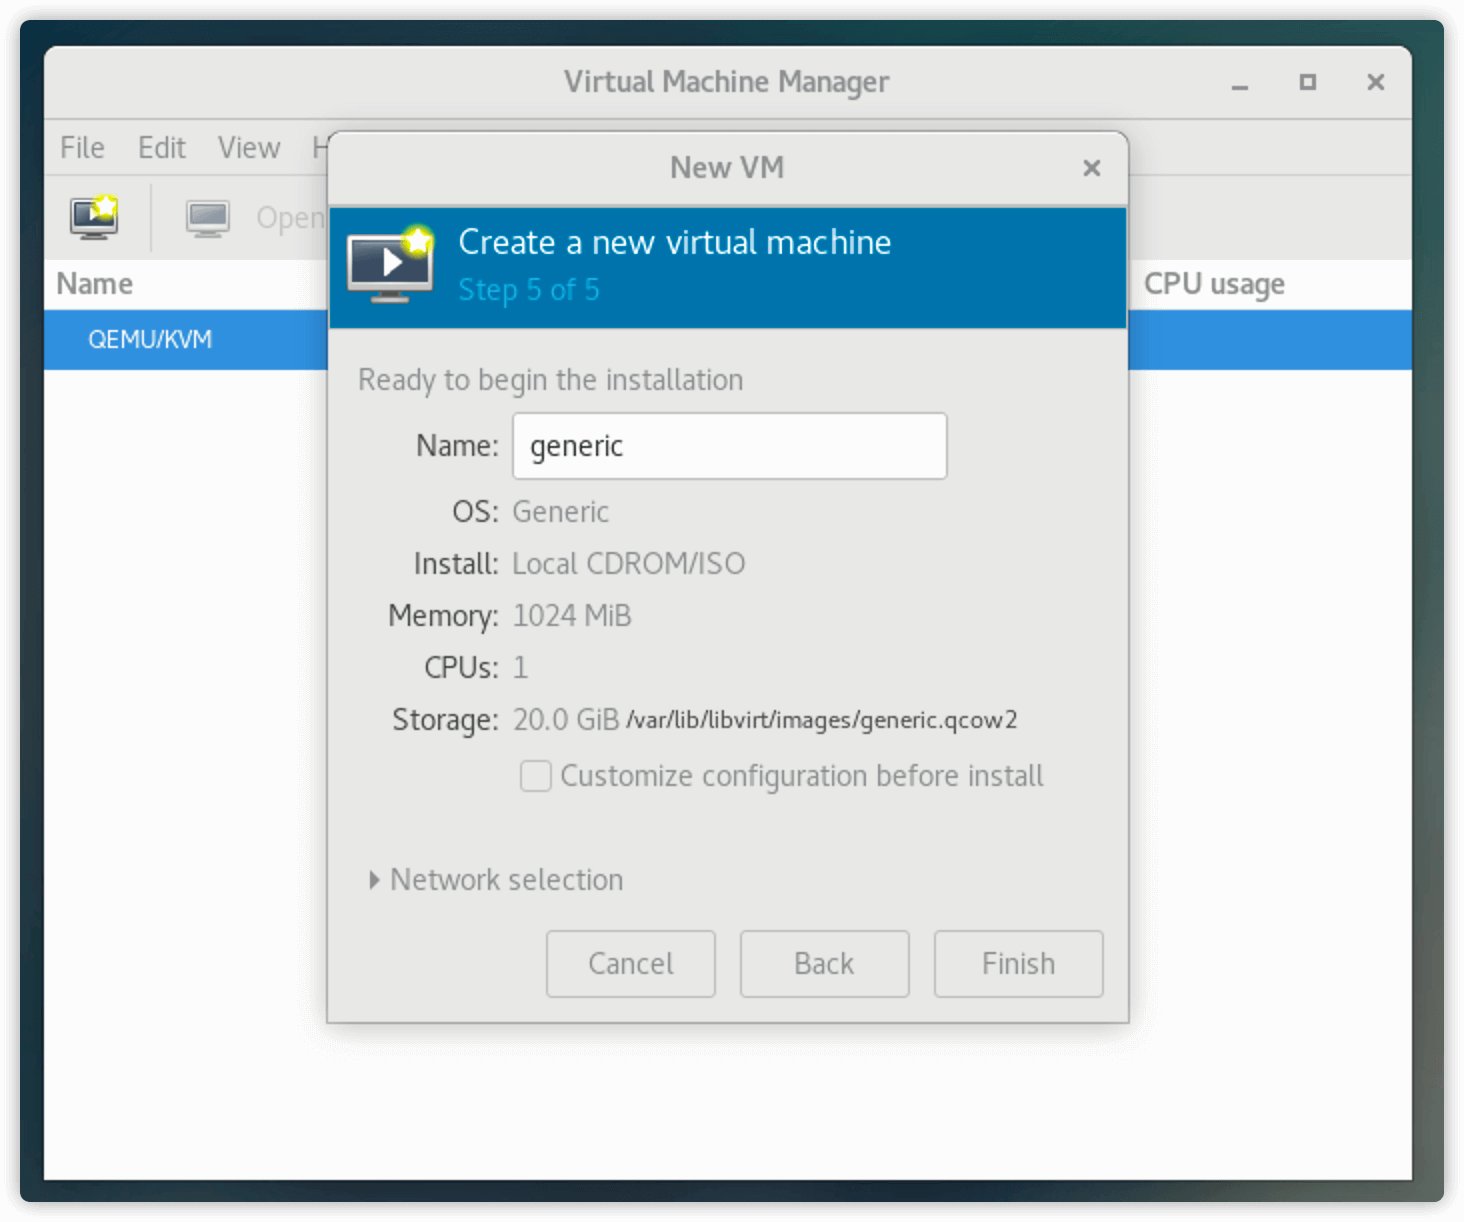 Virtual Machine Manager
File Edit View H
New VM
Open
Create a new virtual machine
Step 5 of 5
Name
CPU usage
QEMU/KVM
Ready to begin the installation
Name: generic
OS: Generic
Install: Local CDROM/ISO
Memory: 1024 MiB
CPUs: 1
Storage: 20.0 GiB /var/lib/libvirt/images/generic.qcow2
Customize configuration before install
Network selection
Cancel Back Finish